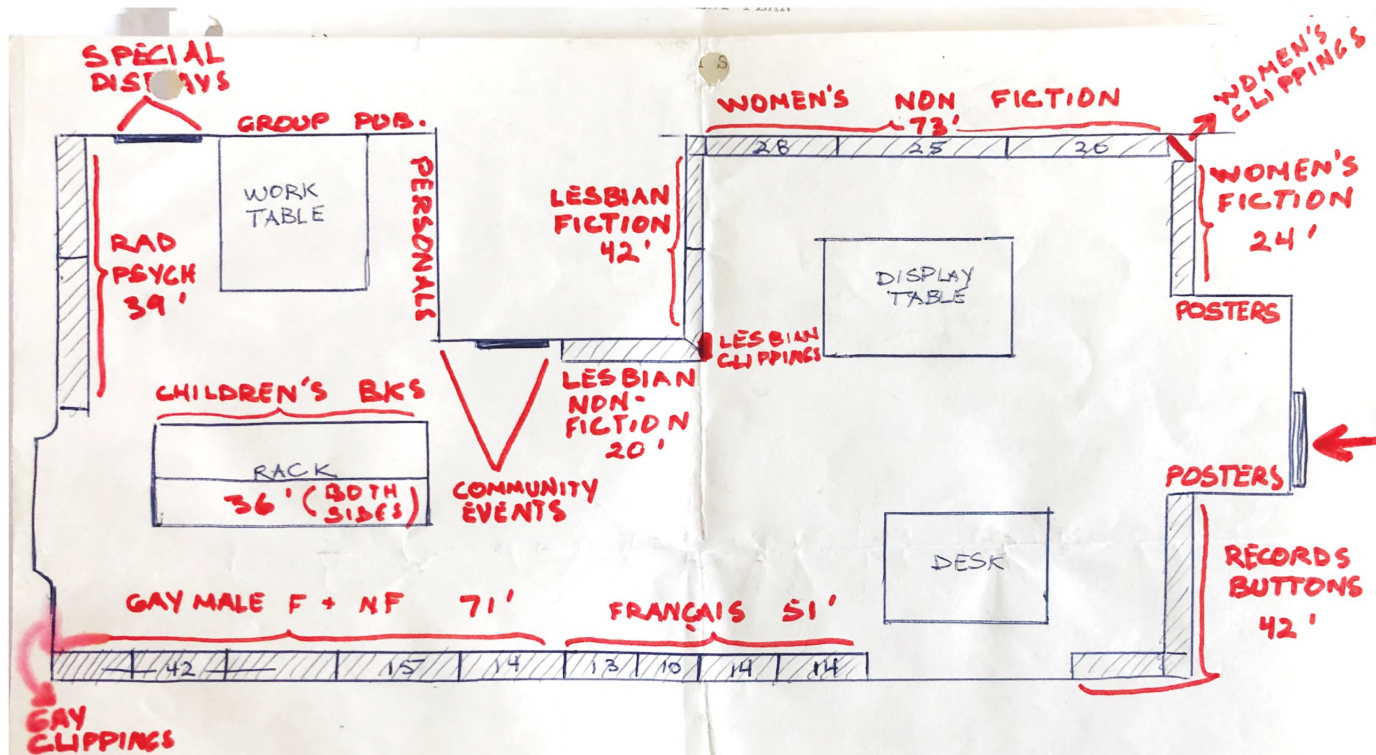 SPECIAL
DISPLAYS
GROUP PUB.
WORK
TABLE
PERSONALS
RAD
PSYCH
39'
LESBIAN
FICTION
42'
WOMEN'S NON FICTION
73'
28 25 20
WOMEN'S
CLIPPINGS
WOMEN'S
FICTION
24'
DISPLAY
TABLE
LESBIAN
CLIPPINGS
POSTERS
CHILDREN'S BKS
RACK
36' (BOTH
SIDES)
COMMUNITY
EVENTS
LESBIAN
NON-
FICTION
20'
POSTERS
DESK
RECORDS
BUTTONS
42'
GAY MALE F + NF 71'
FRANÇAIS 51'
42 15 14 13 10 14 14
GAY
CLIPPINGS